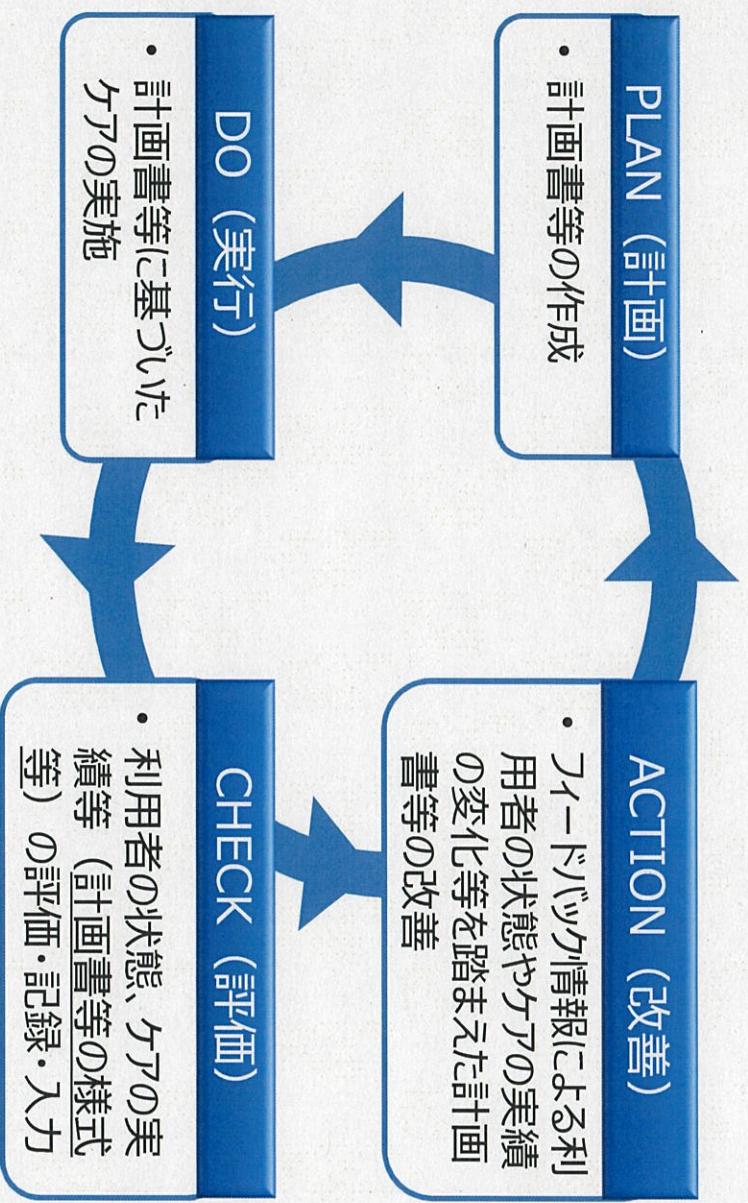 PLAN（計画）
• 計画書等の作成
DO（実行）
• 計画書等に基づいた
ケアの実施
CHECK（評価）
• 利用者の状態、ケアの実
績等（計画書等の様式
等）の評価・記録・入力
ACTION（改善）
• フィードバック情報による利
用者の状態やケアの実績
の変化等を踏まえた計画
書等の改善